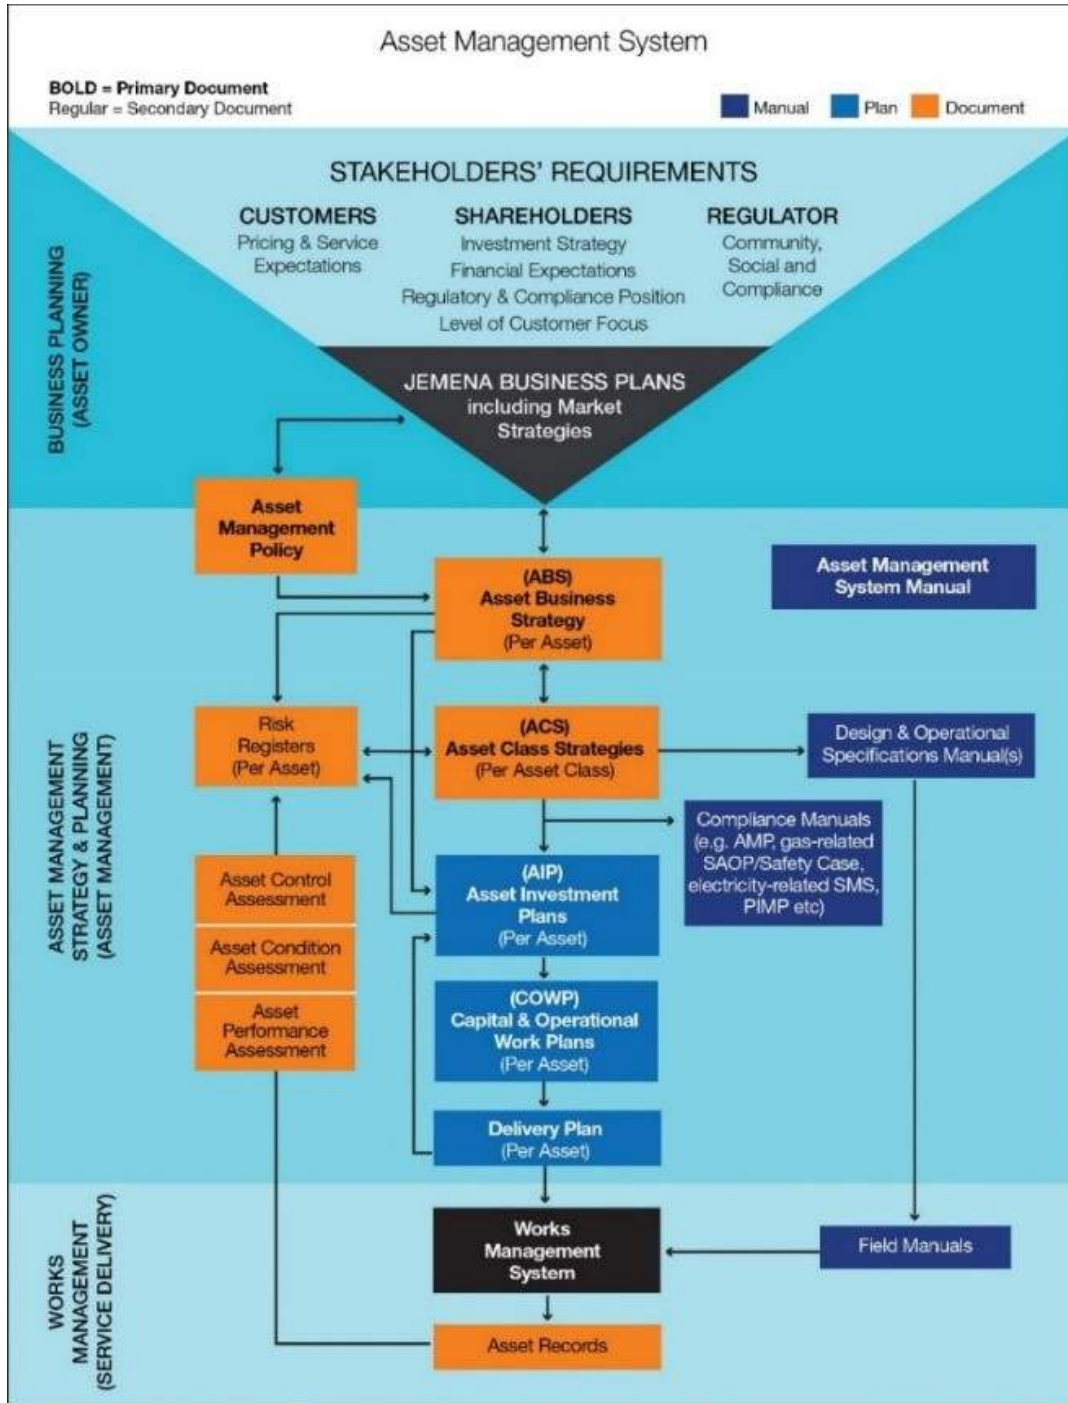 Asset Management System
BOLD = Primary Document
Regular = Secondary Document
Manual
Plan
Document
STAKEHOLDERS' REQUIREMENTS
CUSTOMERS
Pricing & Service
Expectations
SHAREHOLDERS
Investment Strategy
Financial Expectations
Regulatory & Compliance Position
Level of Customer Focus
REGULATOR
Community,
Social and
Compliance
BUSINESS PLANNING
(ASSET OWNER)
JEMENA BUSINESS PLANS
including Market
Strategies
Asset
Management
Policy
(ABS)
Asset Business
Strategy
(Per Asset)
Asset Management
System Manual
ASSET MANAGEMENT
STRATEGY & PLANNING
(ASSET MANAGEMENT)
Risk
Registers
(Per Asset)
(ACS)
Asset Class Strategies
(Per Asset Class)
Design & Operational
Specifications Manual(s)
Compliance Manuals
(e.g. AMP, gas-related
SAOP/Safety Case,
electricity-related SMS,
PIMP etc)
Asset Control
Assessment
Asset Condition
Assessment
Asset
Performance
Assessment
(AIP)
Asset Investment
Plans
(Per Asset)
(COWP)
Capital & Operational
Work Plans
(Per Asset)
Delivery Plan
(Per Asset)
WORKS
MANAGEMENT
(SERVICE DELIVERY)
Works
Management
System
Field Manuals
Asset Records